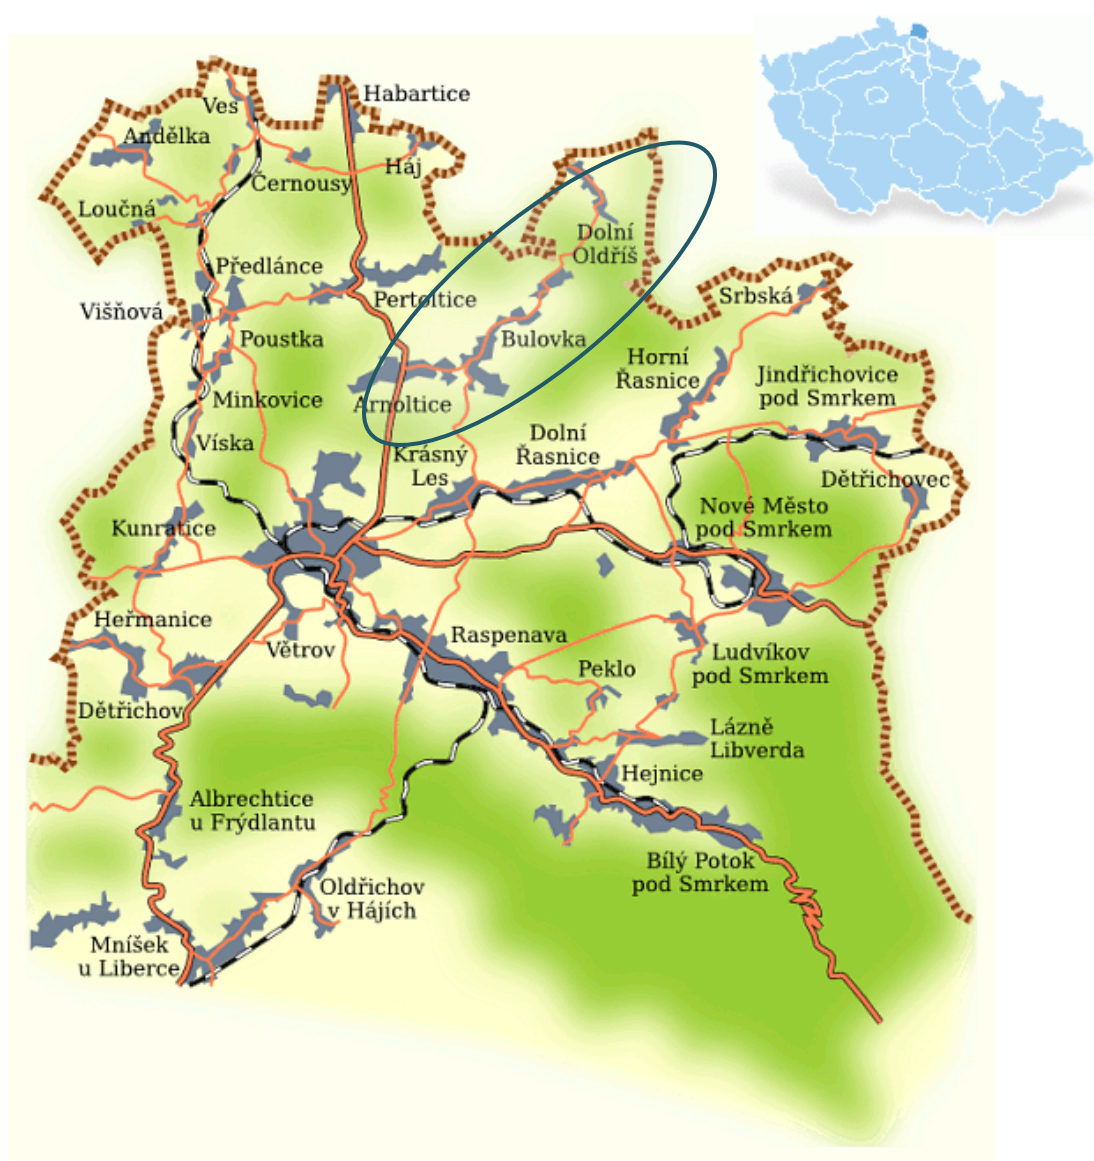 Habartice
Ves
Andělka
Háj
Černousy
Loučná
Dolní
Oldříš
Předlánce
Srbská
Pertoltice
Višňová
Poustka
Bulovka
Horní
Řasnice
Jindřichovice
pod Smrkem
Minkovice
Arnoltice
Víska
Dolní
Řasnice
Krásný
Les
Dětřichovec
Nové Město
pod Smrkem
Kunratice
Heřmanice
Větrov
Raspenava
Ludvíkov
pod Smrkem
Peklo
Dětřichov
Lázně
Libverda
Hejnice
Albrechtice
u Frýdlantu
Bílý Potok
pod Smrkem
Oldřichov
v Hájích
Mníšek
u Liberce